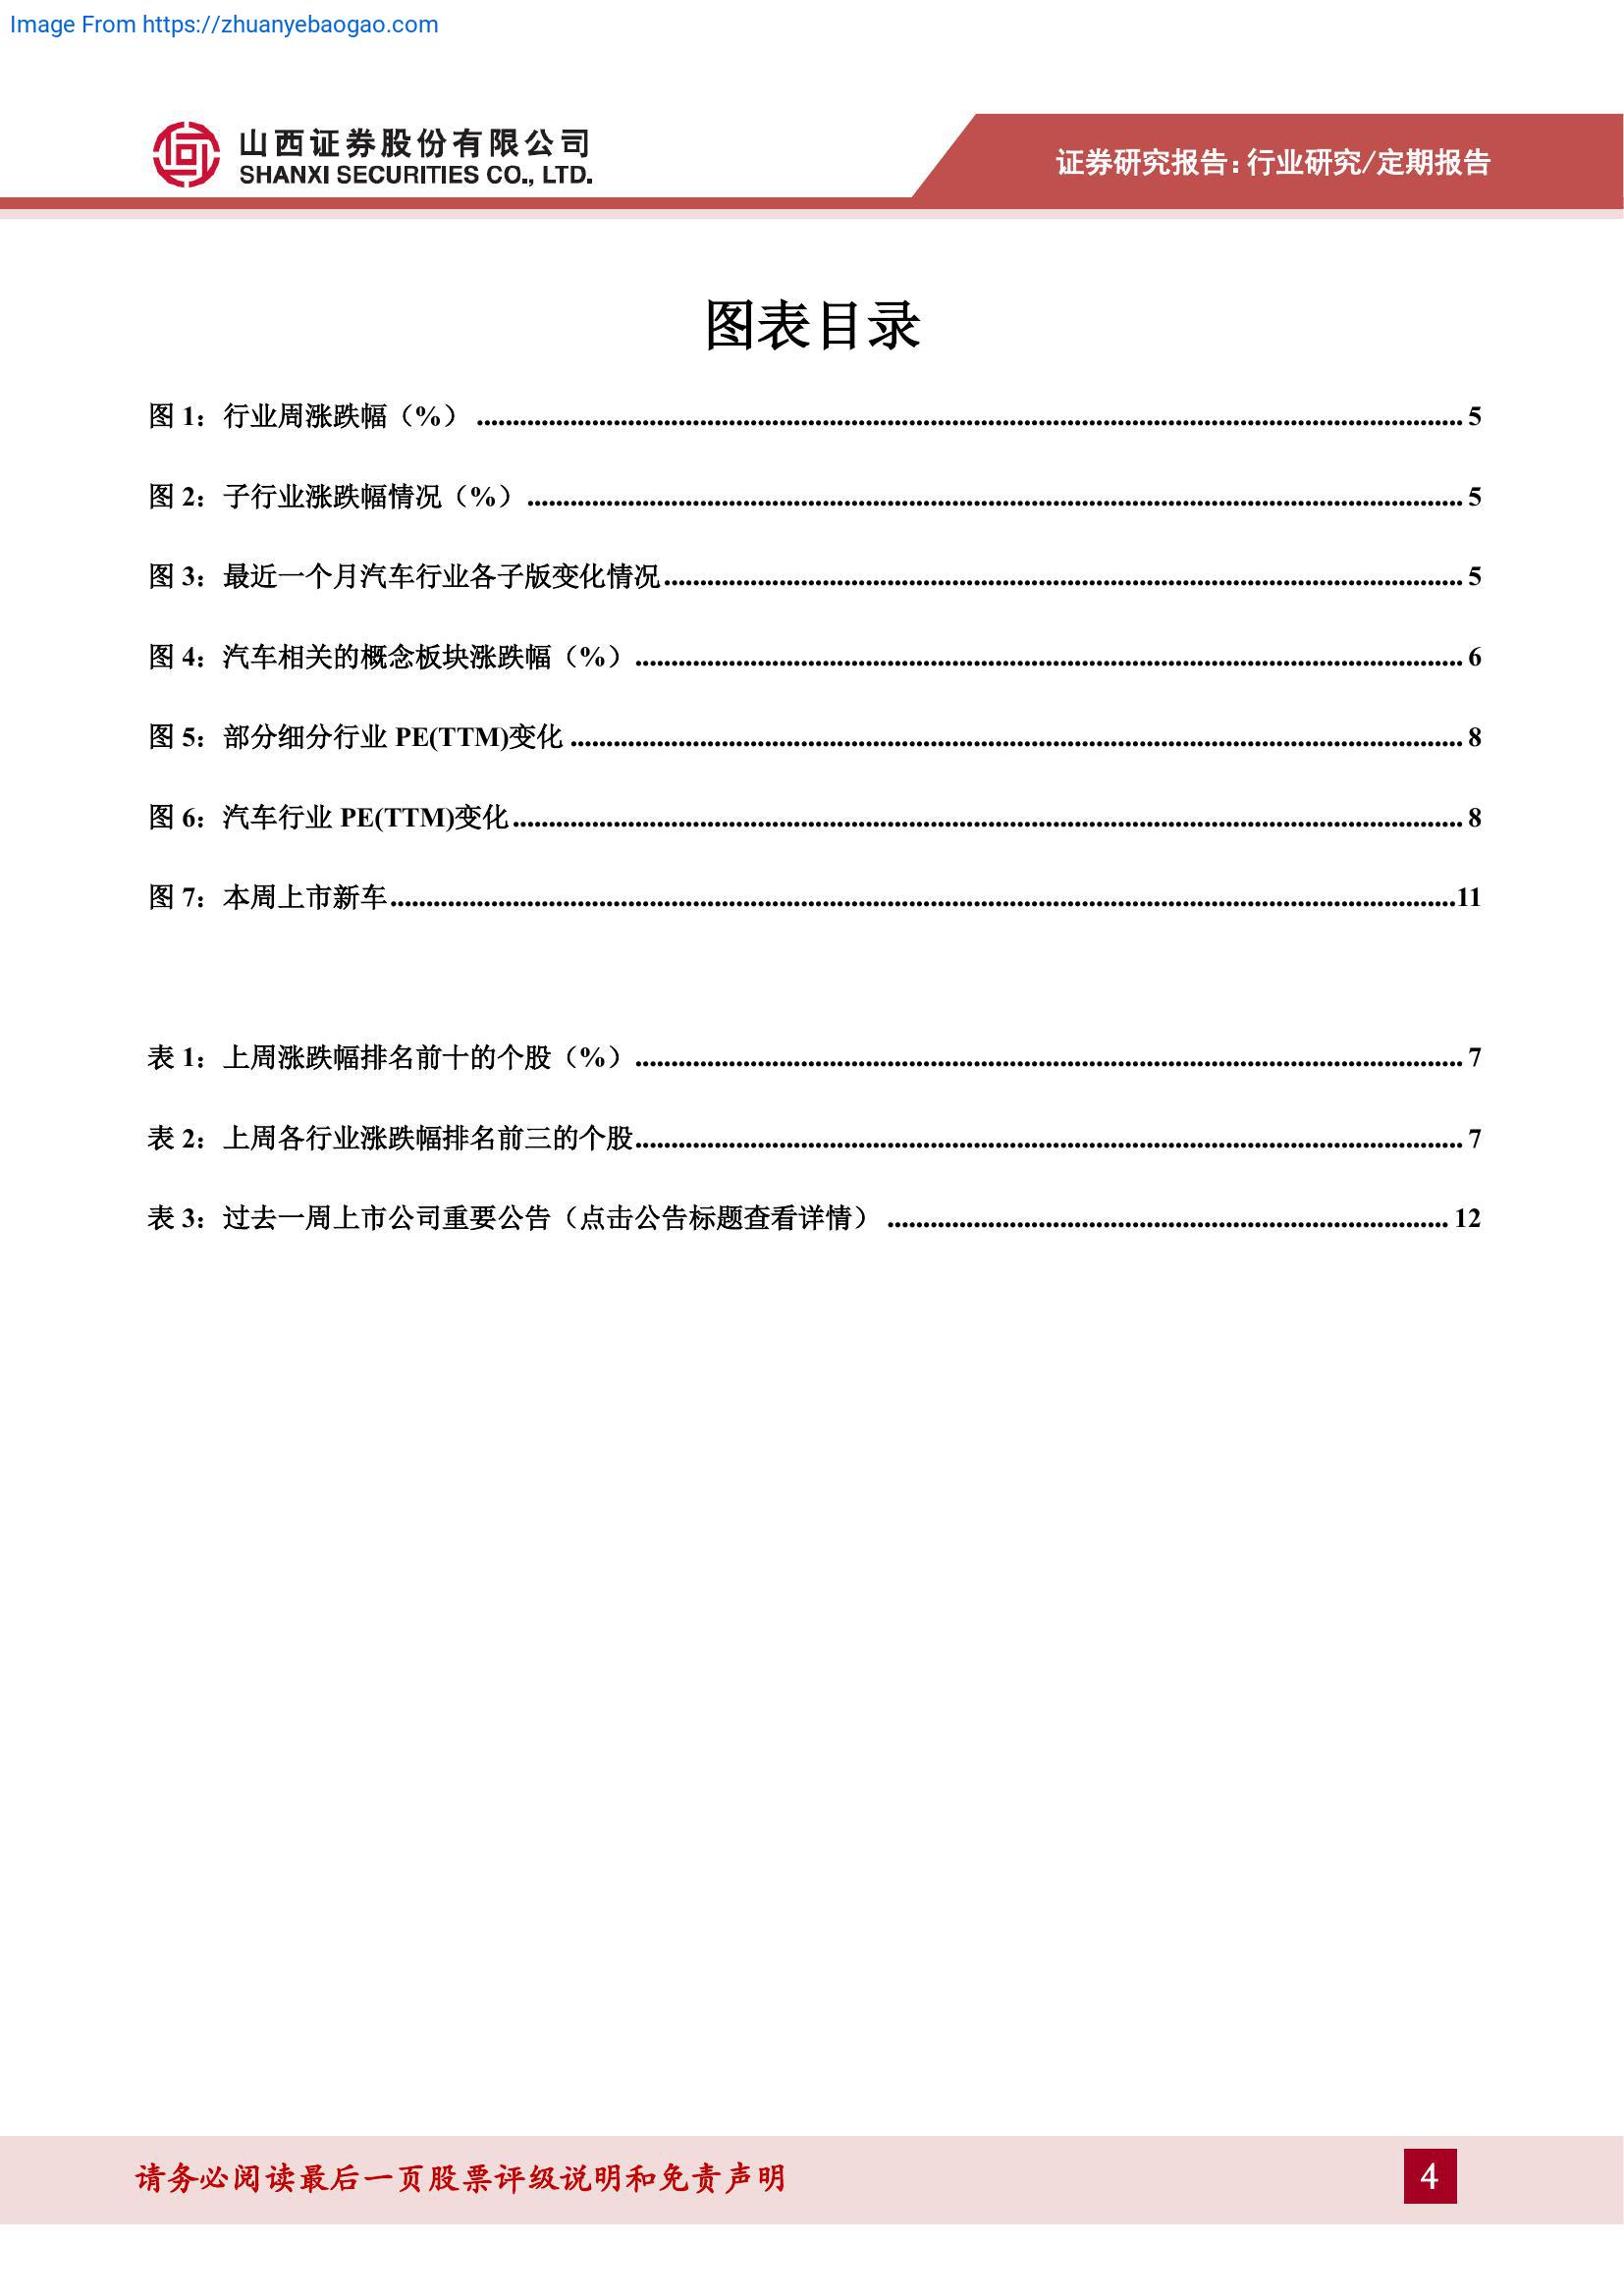 Image From https://zhuanyebaogao.com
山西证券股份有限公司
SHANXI SECURITIES CO., LTD.
证券研究报告:行业研究/定期报告
图表目录
图 1：行业周涨跌幅（%） ........................ 5
图 2：子行业涨跌幅情况（%） ........................ 5
图 3：最近一个月汽车行业各子版变化情况 ........................ 5
图 4：汽车相关的概念板块涨跌幅（%） ........................ 6
图 5：部分细分行业 PE(TTM)变化 ........................ 8
图 6：汽车行业 PE(TTM)变化 ........................ 8
图 7：本周上市新车 ........................ 11
表 1：上周涨跌幅排名前十的个股（%） ........................ 7
表 2：上周各行业涨跌幅排名前三的个股 ........................ 7
表 3：过去一周上市公司重要公告（点击公告标题查看详情） ........................ 12
请务必阅读最后一页股票评级说明和免责声明
4